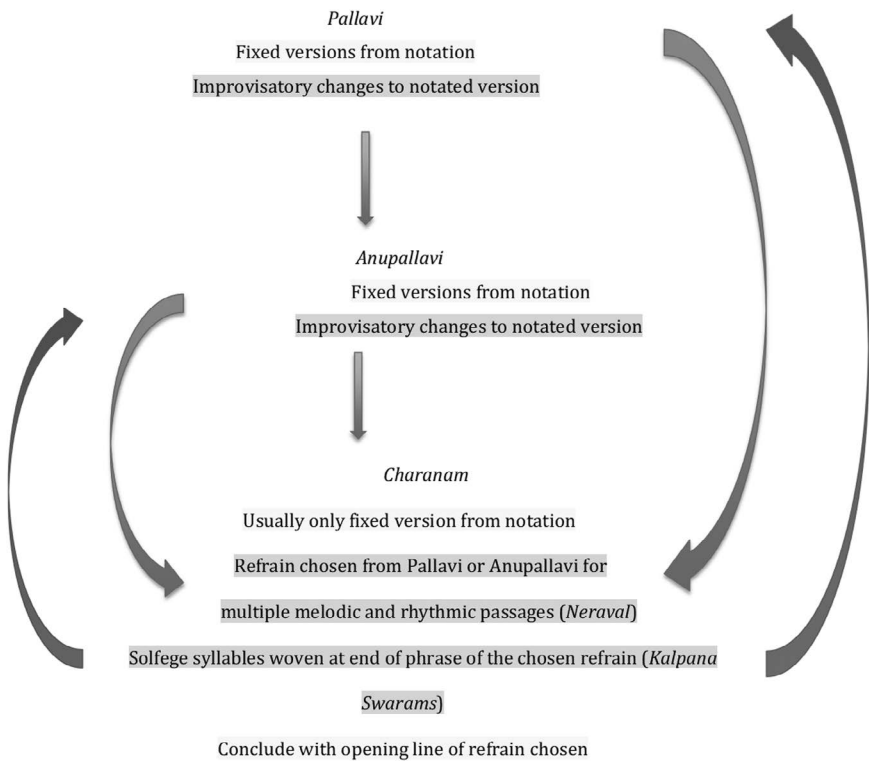 Pallavi
Fixed versions from notation
Improvisatory changes to notated version
Anupallavi
Fixed versions from notation
Improvisatory changes to notated version
Charanam
Usually only fixed version from notation
Refrain chosen from Pallavi or Anupallavi for
multiple melodic and rhythmic passages (Neraval)
Solfege syllables woven at end of phrase of the chosen refrain (Kalpana
Swarams)
Conclude with opening line of refrain chosen